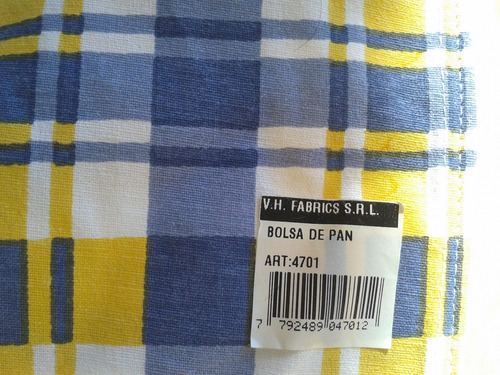 V.H. FABRICS S.R.L.
BOLSA DE PAN
ART:4701
7 792489 047012